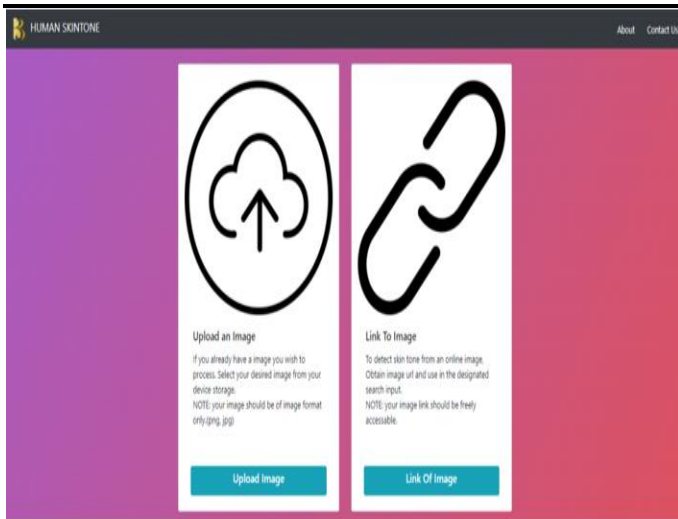 HUMAN SKINTONE
About
Contact Us
Upload an Image
If you already have a image you wish to
process. Select your desired image from your
device storage.
NOTE: your image should be of image format
only.(png, jpg)
Upload Image
Link To Image
To detect skin tone from an online image,
Obtain image url and use in the designated
search input.
NOTE: your image link should be freely
accessable.
Link Of Image